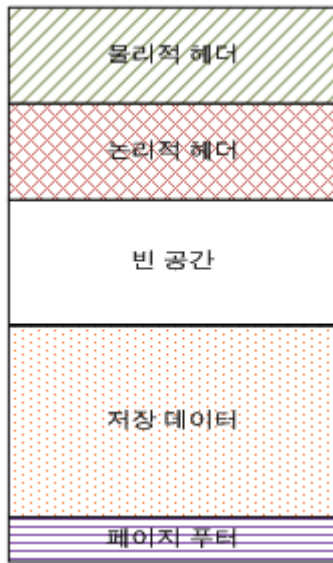 물리적 헤더
논리적 헤더
빈 공간
저장 데이터
페이지 푸터